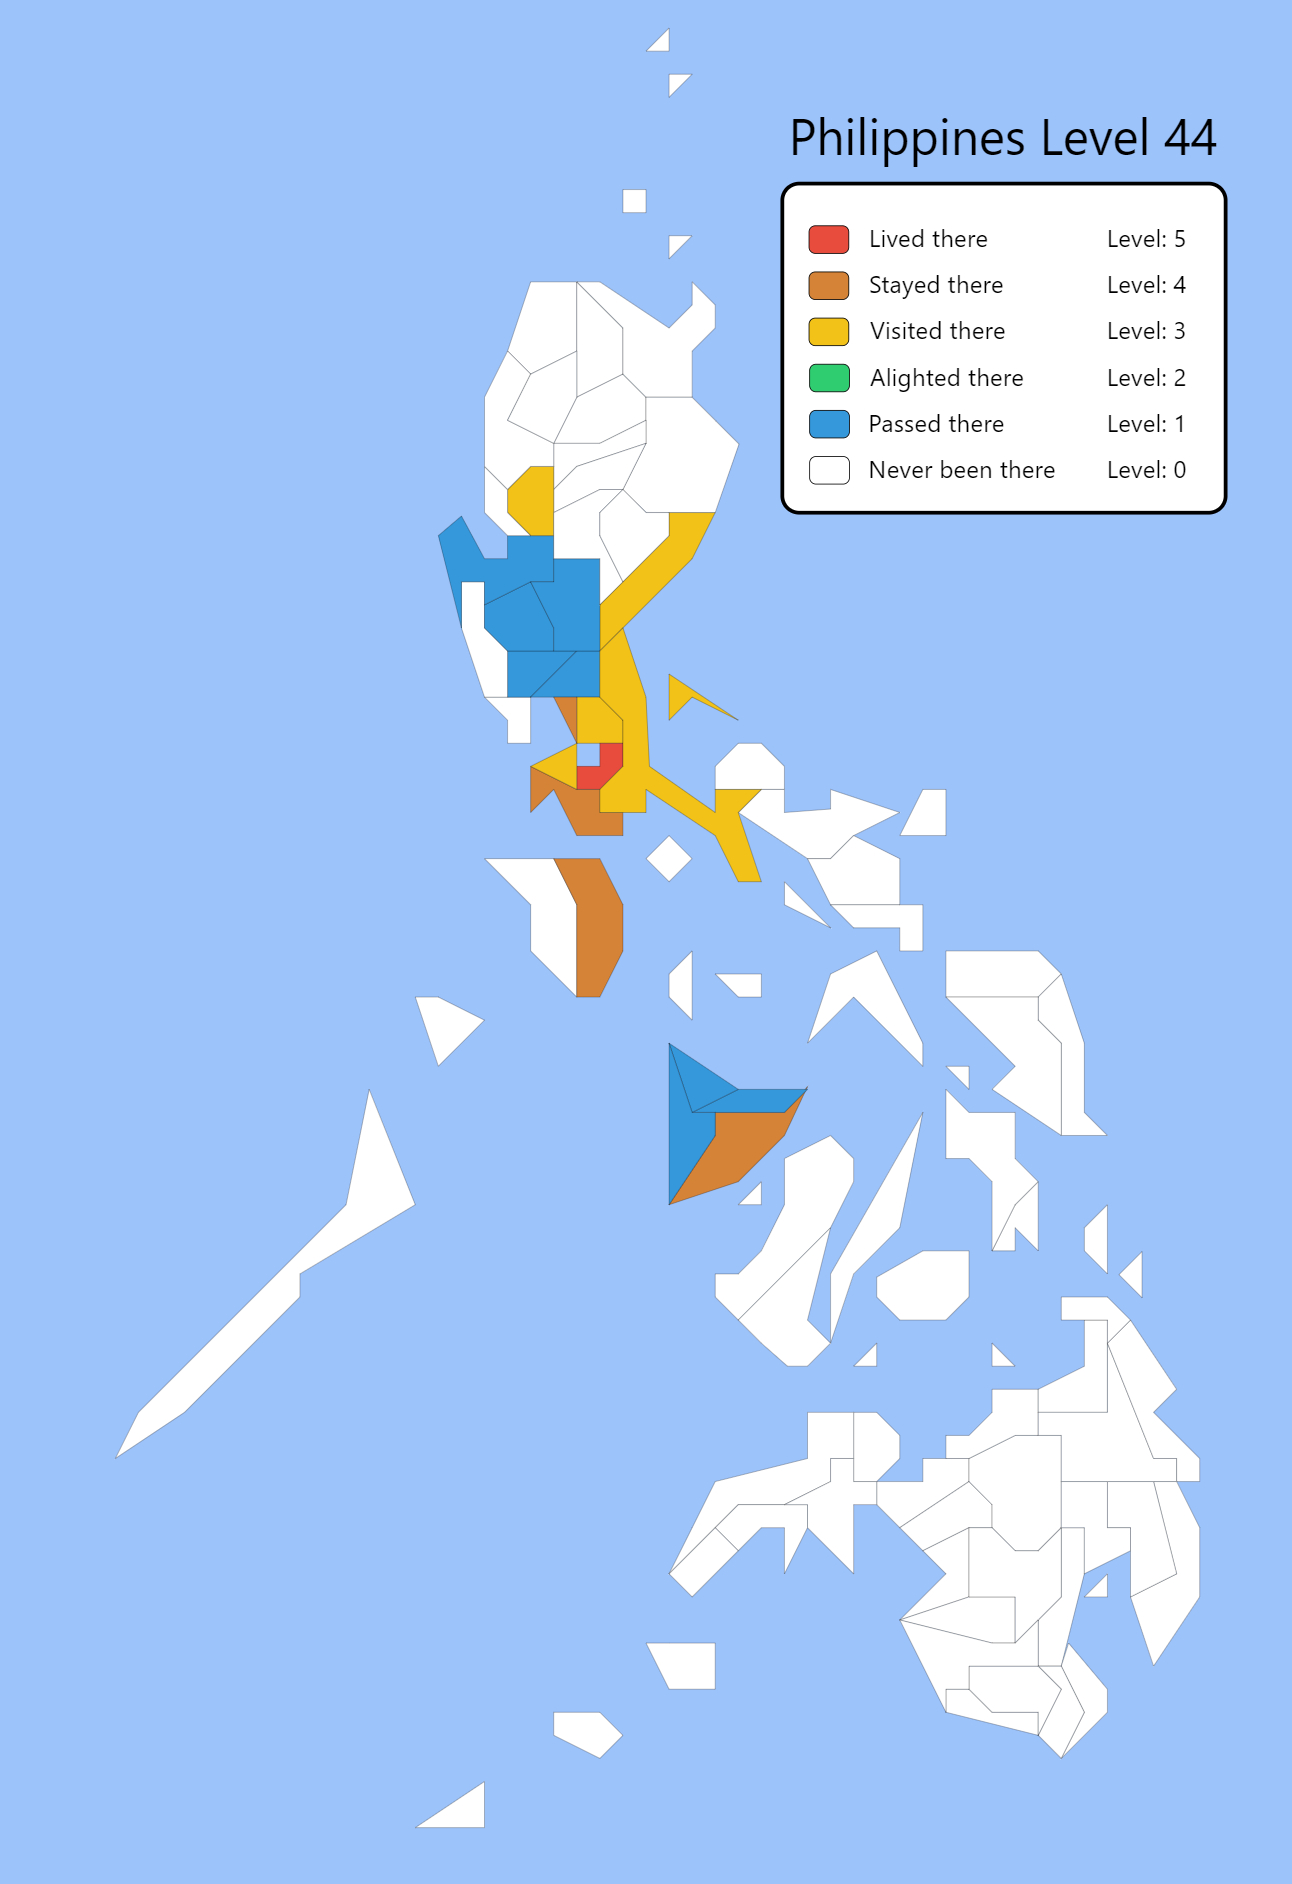 Philippines Level 44
Lived there Level: 5
Stayed there Level: 4
Visited there Level: 3
Alighted there Level: 2
Passed there Level: 1
Never been there Level: 0